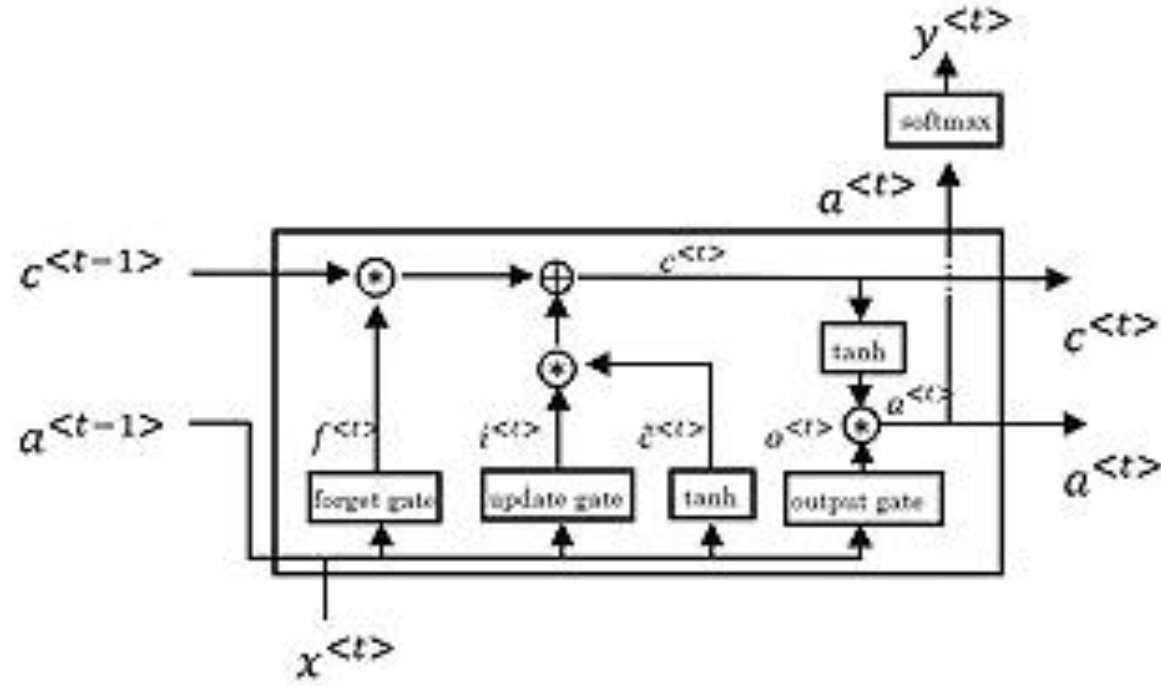 y<t>
softmax
a<t>
c<t-1>
c<t>
c<t>
tanh
a<t-1>
f<t>
i<t>
c̃<t>
o<t>
a<t>
a<t>
forget gate
update gate
tanh
output gate
x<t>